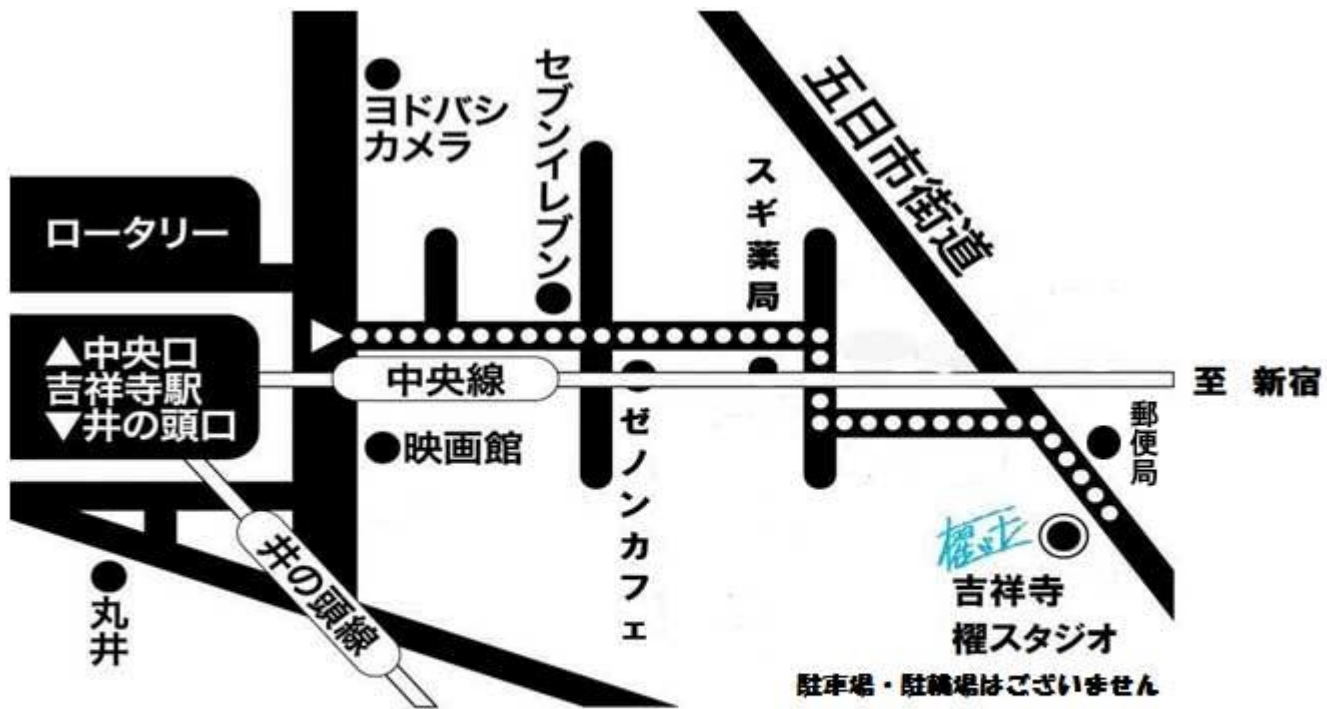 ヨドバシ
カメラ
セブンイレブン
スギ薬局
五日市街道
ロータリー
▲中央口
吉祥寺駅
▼井の頭口
中央線
至 新宿
映画館
ゼノンカフェ
郵便局
井の頭線
丸井
吉祥寺
櫂スタジオ
駐車場・駐輪場はございません